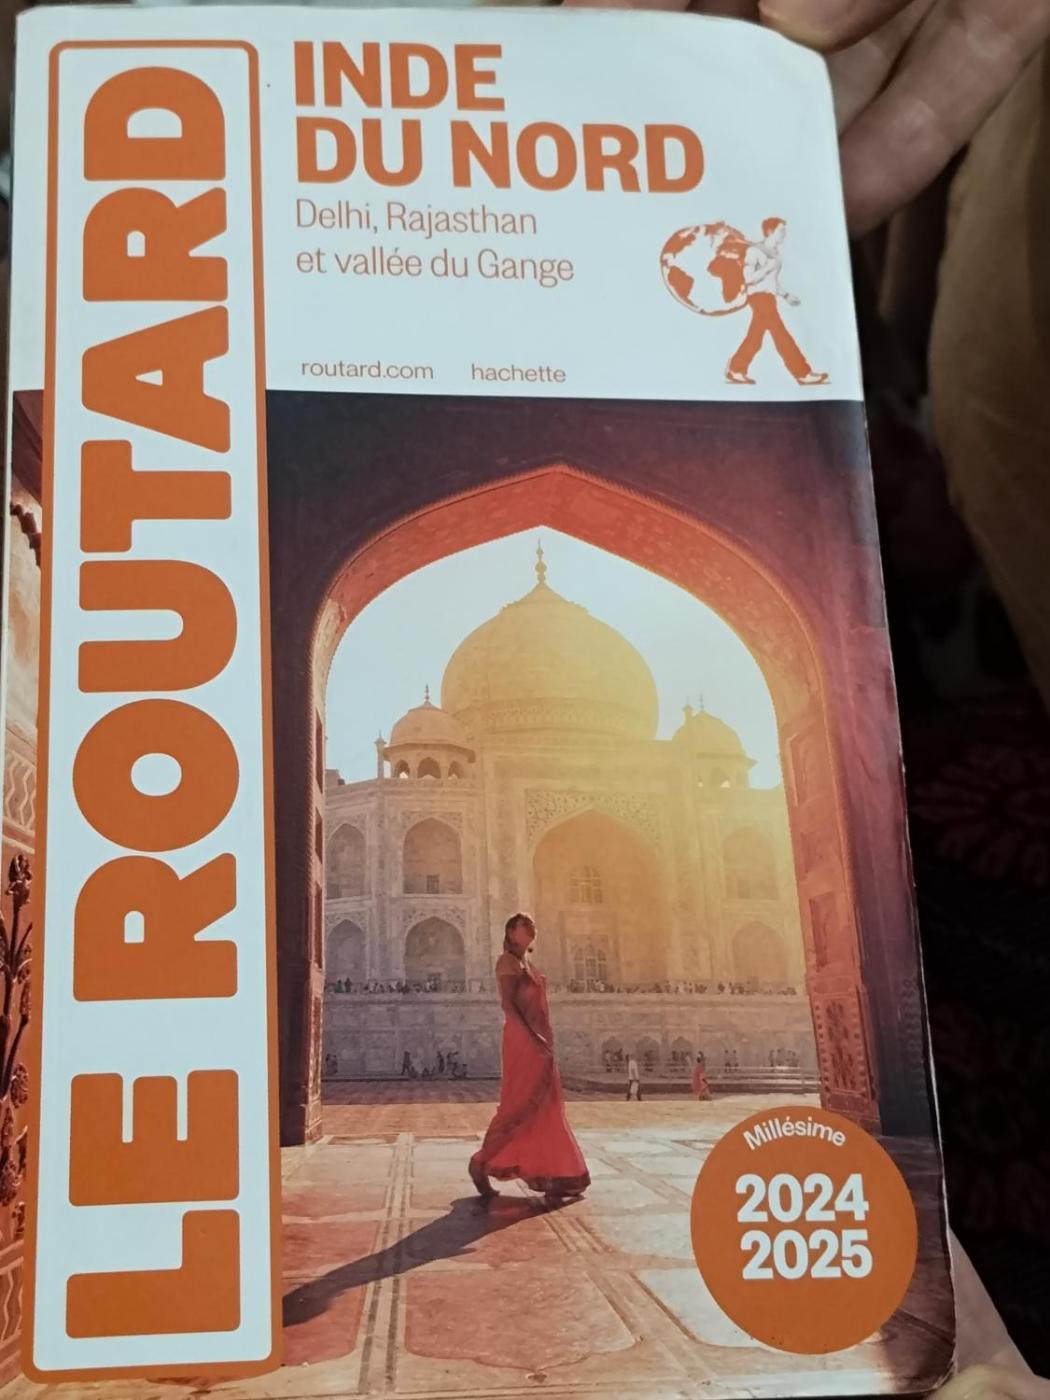 LE ROUTARD
INDE
DU NORD
Delhi, Rajasthan
et vallée du Gange
routard.com hachette
Millésime
2024
2025